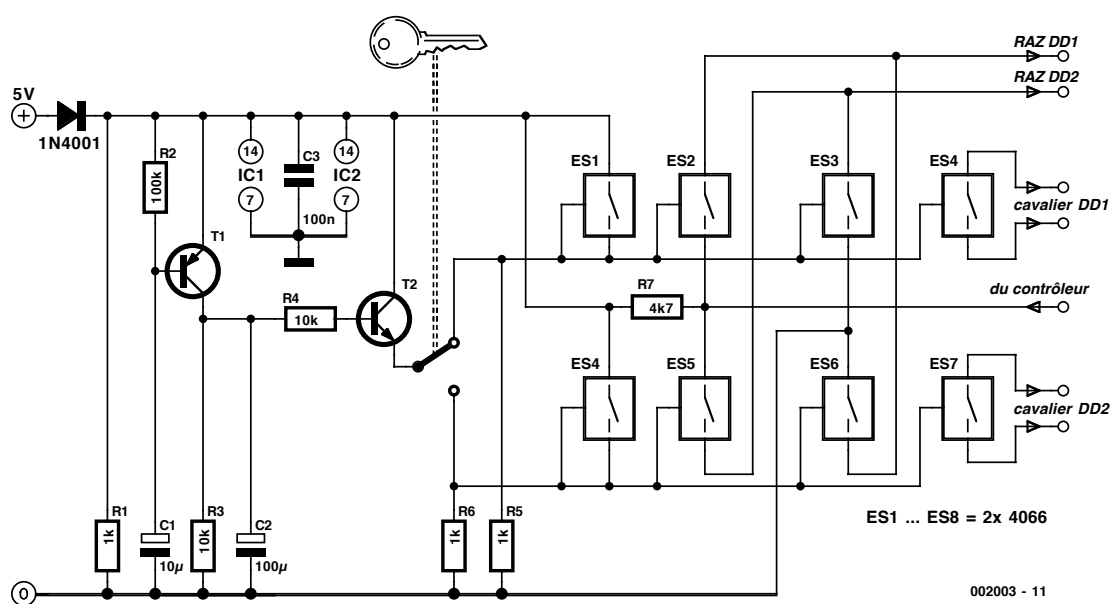 RAZ DD1
RAZ DD2
5V
1N4001
R2
100k
T1
14
IC1
7
C3
100n
14
IC2
7
R4
10k
T2
ES1
ES2
ES3
ES4
cavalier DD1
R7
4k7
du contrôleur
ES4
ES5
ES6
ES7
cavalier DD2
R1
1k
C1
10µ
R3
10k
C2
100µ
R6
1k
R5
1k
ES1 ... ES8 = 2x 4066
0
002003 - 11